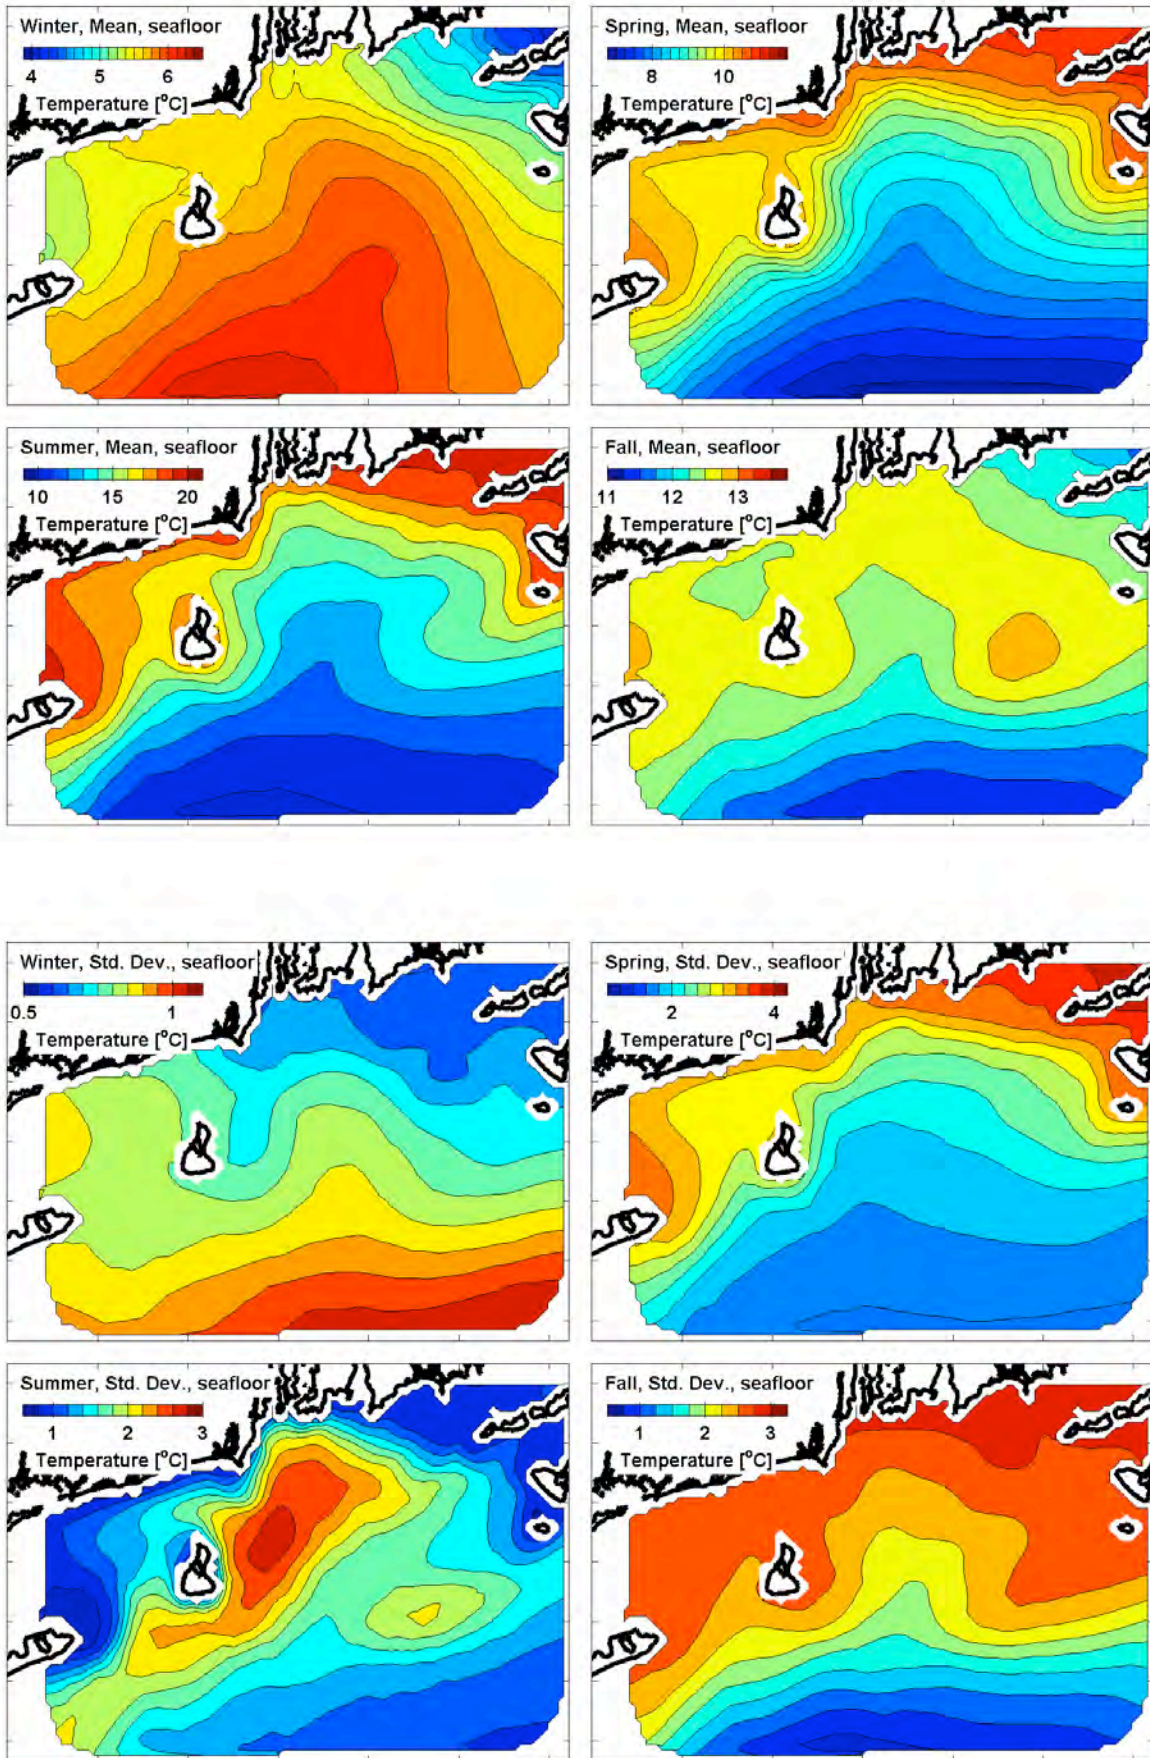 Winter, Mean, seafloor
4 5 6
Temperature [°C]
Spring, Mean, seafloor
8 10
Temperature [°C]
Summer, Mean, seafloor
10 15 20
Temperature [°C]
Fall, Mean, seafloor
11 12 13
Temperature [°C]
Winter, Std. Dev., seafloor
0.5 1
Temperature [°C]
Spring, Std. Dev., seafloor
2 4
Temperature [°C]
Summer, Std. Dev., seafloor
1 2 3
Temperature [°C]
Fall, Std. Dev., seafloor
1 2 3
Temperature [°C]